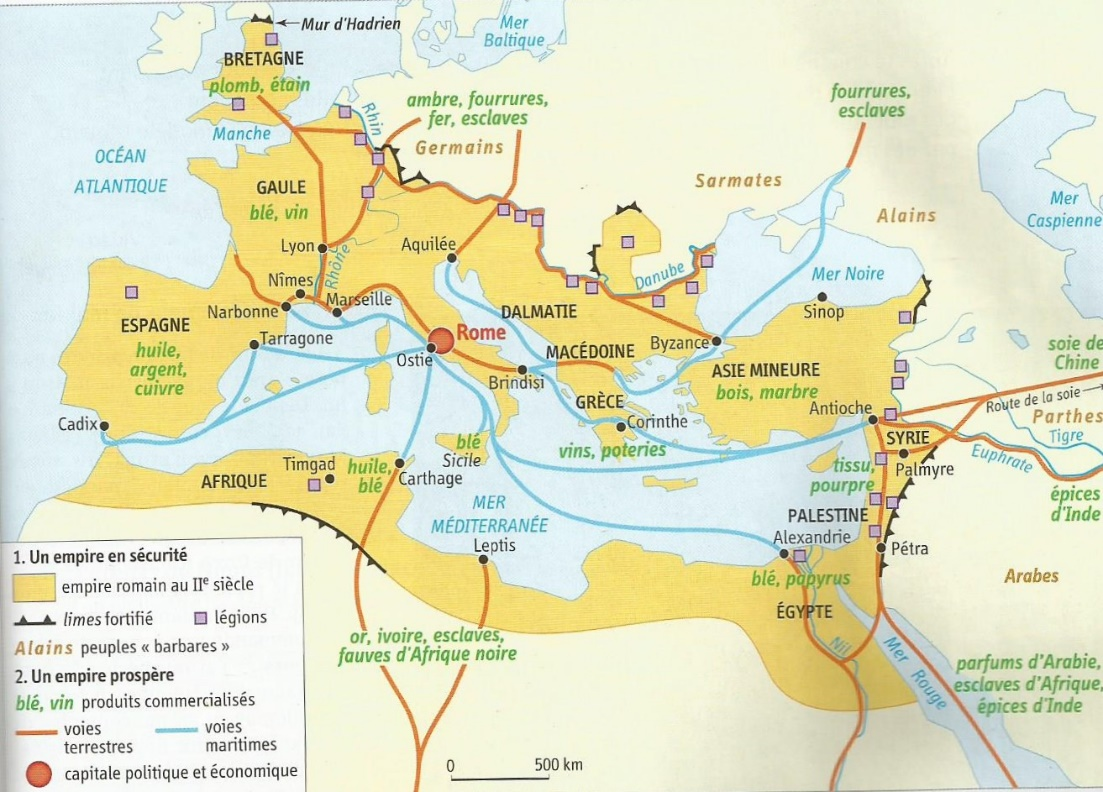 Mur d'Hadrien
Mer
Baltique
BRETAGNE
plomb, étain
ambre, fourrures,
fer, esclaves
fourrures,
esclaves
Rhin
Manche
Germains
OCÉAN
ATLANTIQUE
Sarmates
GAULE
blé, vin
Alains
Mer
Caspienne
Lyon
Rhône
Aquilée
Danube
Mer Noire
Nîmes
Narbonne
Marseille
DALMATIE
Sinop
ESPAGNE
huile,
argent,
cuivre
Tarragone
Rome
Ostie
MACÉDOINE
Byzance
ASIE MINEURE
bois, marbre
soie de
Chine
Brindisi
GRÈCE
Antioche
Route de la soie
Parthes
Cadix
Corinthe
SYRIE
Tigre
Euphrate
vins, poteries
blé
Sicile
AFRIQUE
Timgad
huile,
blé
Carthage
tissu,
pourpre
Palmyre
épices
d'Inde
MER
MÉDITERRANÉE
PALESTINE
Leptis
Alexandrie
Pétra
blé, papyrus
Arabes
ÉGYPTE
Nil
Mer Rouge
or, ivoire, esclaves,
fauves d'Afrique noire
parfums d'Arabie,
esclaves d'Afrique,
épices d'Inde
1. Un empire en sécurité
empire romain au IIe siècle
limes fortifié
légions
Alains peuples « barbares »
2. Un empire prospère
blé, vin produits commercialisés
voies
terrestres
voies
maritimes
capitale politique et économique
0 500 km